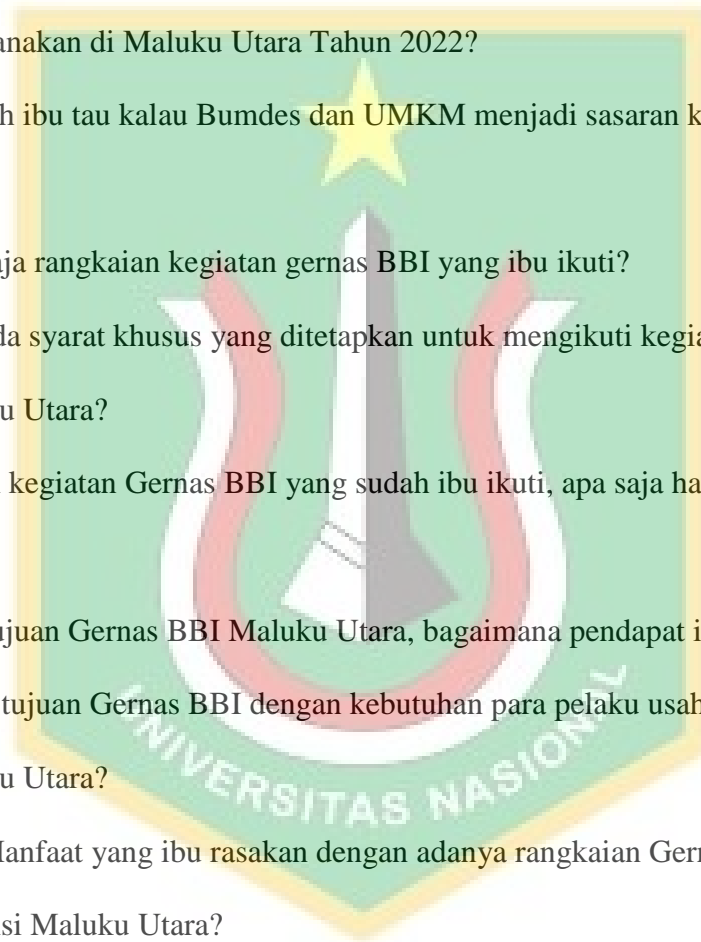 anakan di Maluku Utara Tahun 2022?
h ibu tau kalau Bumdes dan UMKM menjadi sasaran k
ja rangkaian kegiatan gernas BBI yang ibu ikuti?
da syarat khusus yang ditetapkan untuk mengikuti kegia
u Utara?
kegiatan Gernas BBI yang sudah ibu ikuti, apa saja ha
ujuan Gernas BBI Maluku Utara, bagaimana pendapat i
tujuan Gernas BBI dengan kebutuhan para pelaku usah
u Utara?
Manfaat yang ibu rasakan dengan adanya rangkaian Gern
si Maluku Utara?
UNIVERSITAS NASIONAL